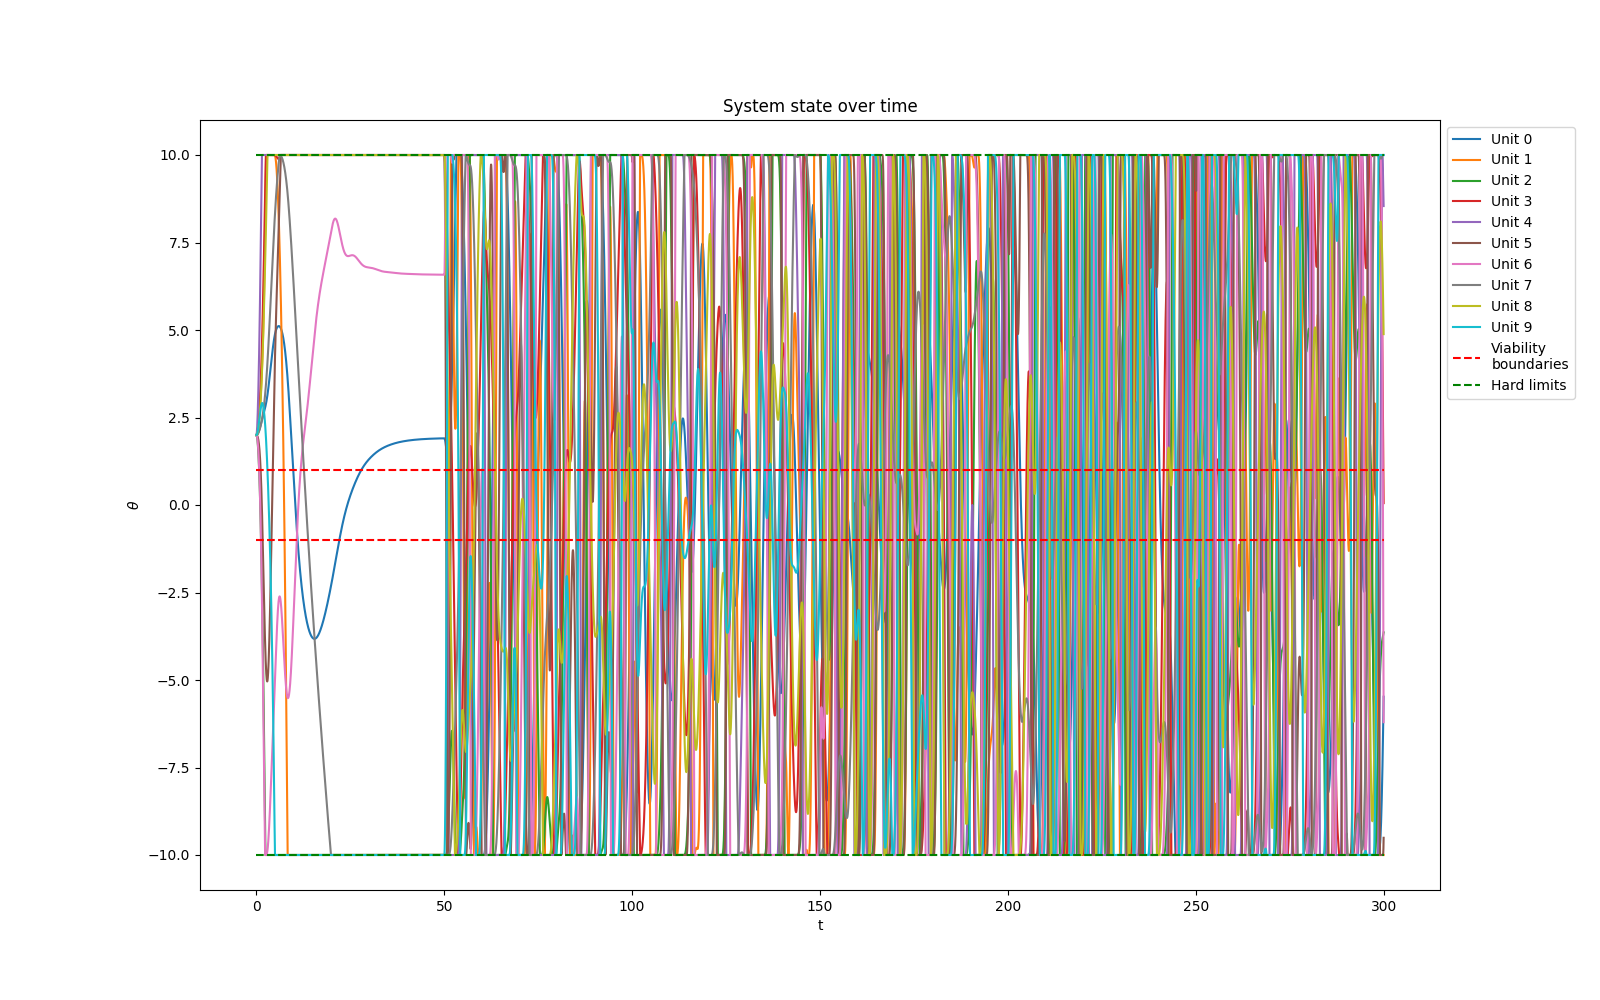 System state over time
10.0
7.5
5.0
2.5
0.0
−2.5
−5.0
−7.5
−10.0
θ
0
50
100
150
200
250
300
t
Unit 0
Unit 1
Unit 2
Unit 3
Unit 4
Unit 5
Unit 6
Unit 7
Unit 8
Unit 9
Viability
boundaries
Hard limits